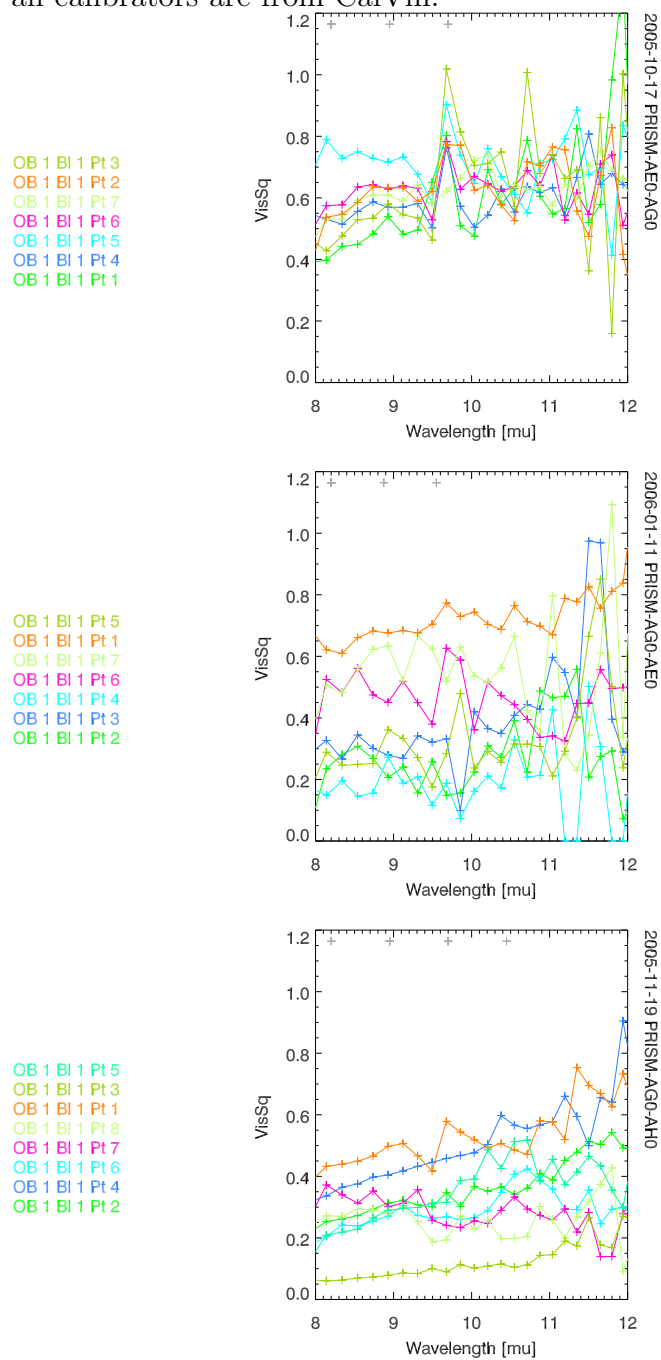 all calibrators are from CalVin.
1.2
1.0
0.8
0.6
0.4
0.2
0.0
VisSq
8 9 10 11 12
Wavelength [mu]
2005-10-17 PRISM-AE0-AG0
OB 1 Bl 1 Pt 3
OB 1 Bl 1 Pt 2
OB 1 Bl 1 Pt 7
OB 1 Bl 1 Pt 6
OB 1 Bl 1 Pt 5
OB 1 Bl 1 Pt 4
OB 1 Bl 1 Pt 1
1.2
1.0
0.8
0.6
0.4
0.2
0.0
VisSq
8 9 10 11 12
Wavelength [mu]
2006-01-11 PRISM-AG0-AE0
OB 1 Bl 1 Pt 5
OB 1 Bl 1 Pt 1
OB 1 Bl 1 Pt 7
OB 1 Bl 1 Pt 6
OB 1 Bl 1 Pt 4
OB 1 Bl 1 Pt 3
OB 1 Bl 1 Pt 2
1.2
1.0
0.8
0.6
0.4
0.2
0.0
VisSq
8 9 10 11 12
Wavelength [mu]
2005-11-19 PRISM-AG0-AH0
OB 1 Bl 1 Pt 5
OB 1 Bl 1 Pt 3
OB 1 Bl 1 Pt 1
OB 1 Bl 1 Pt 8
OB 1 Bl 1 Pt 7
OB 1 Bl 1 Pt 6
OB 1 Bl 1 Pt 4
OB 1 Bl 1 Pt 2